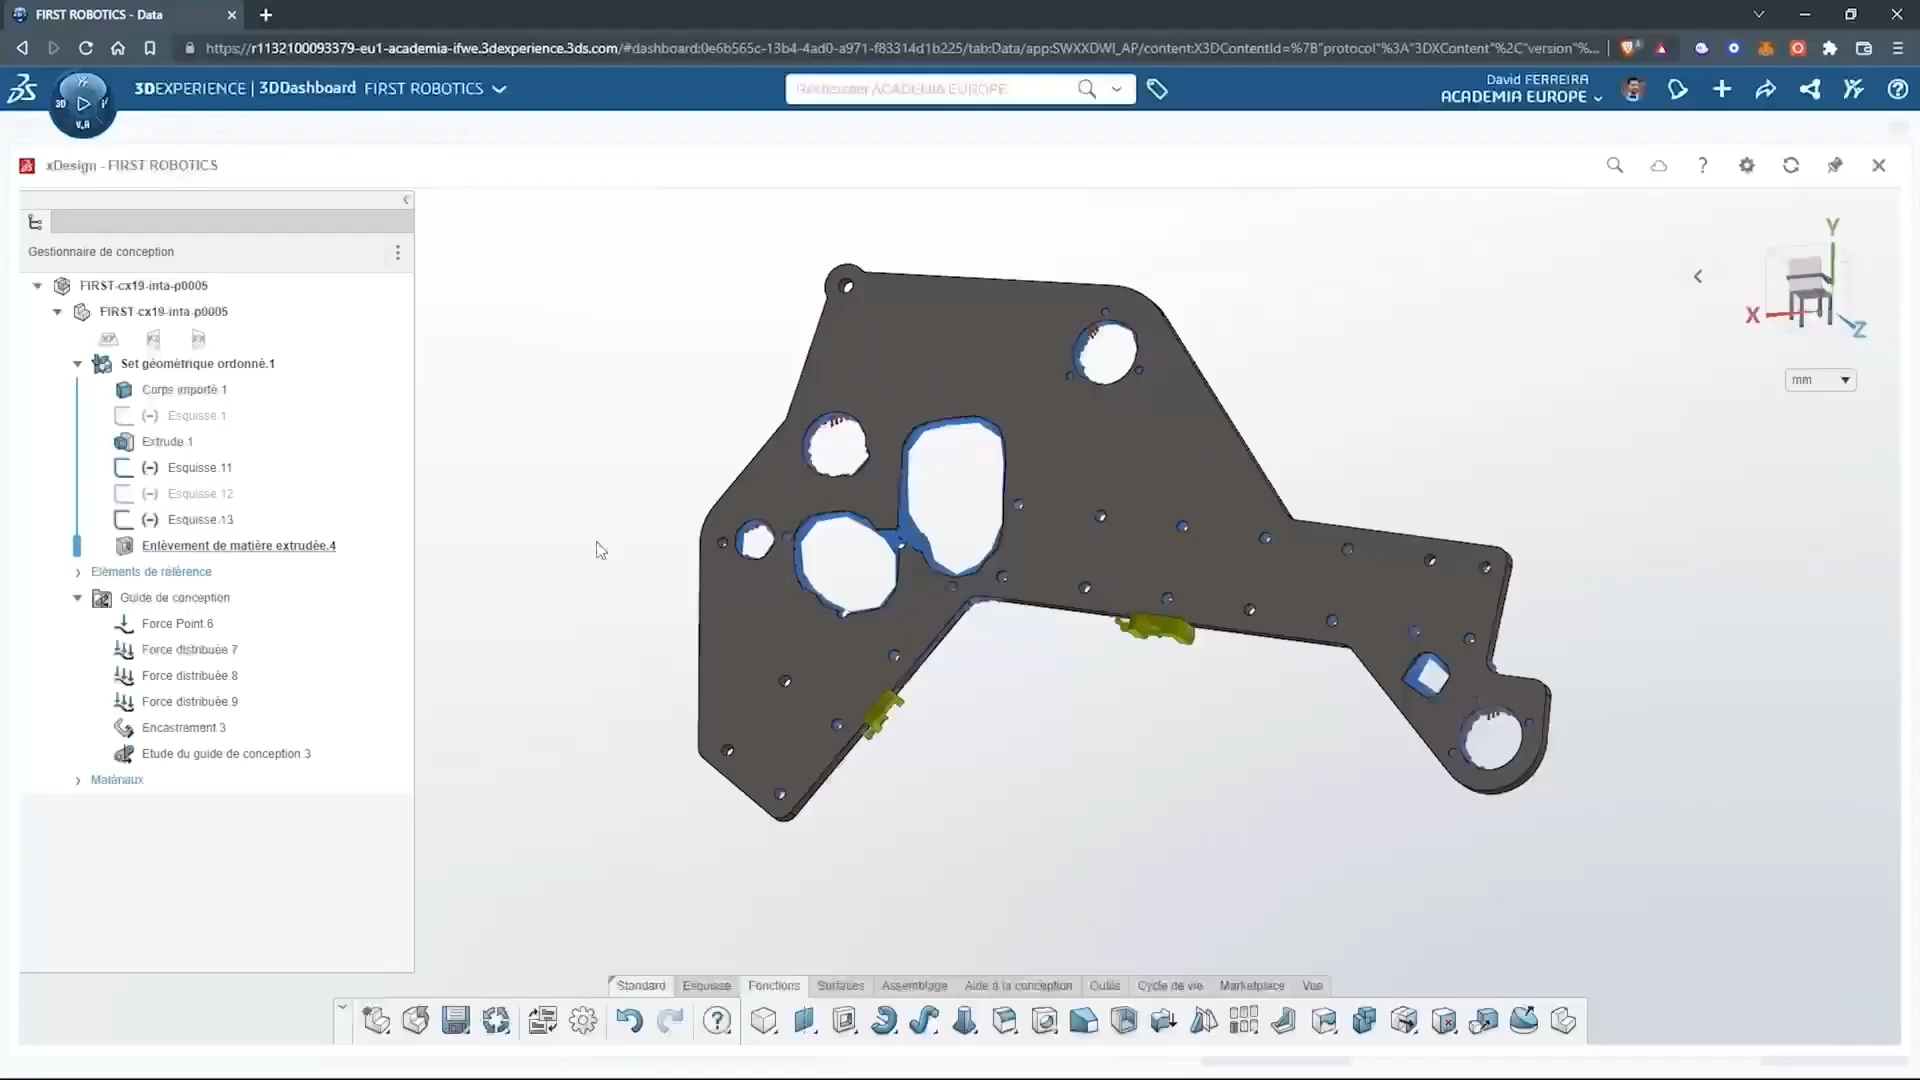 FIRST ROBOTICS - Data
https://r1132100093379-eu1-academia-ifwe.3dexperience.3ds.com/#dashboard:0e6b565c-13b4-4ad0-a971-f83314d1b225/tab:Data/app:SWXXDWI_AP/content:X3DContentId=%7B"protocol"%3A"3DXContent"%2C"version"%...
3DEXPERIENCE | 3DDashboard FIRST ROBOTICS
Rechercher ACADEMIA EUROPE
David FERREIRA
ACADEMIA EUROPE
3D
V.R
xDesign - FIRST ROBOTICS
Gestionnaire de conception
FIRST-cx19-inta-p0005
FIRST-cx19-inta-p0005
Set géométrique ordonné.1
Corps importé 1
(-) Esquisse.1
Extrude 1
(-) Esquisse.11
(-) Esquisse 12
(-) Esquisse.13
Enlèvement de matière extrudée.4
Eléments de référence
Guide de conception
Force Point.6
Force distribuée 7
Force distribuée.8
Force distribuée.9
Encastrement 3
Etude du guide de conception.3
Matériaux
Y
X
Z
mm
Standard Esquisse Fonctions Surfaces Assemblage Aide à la conception Outils Cycle de vie Marketplace Vue